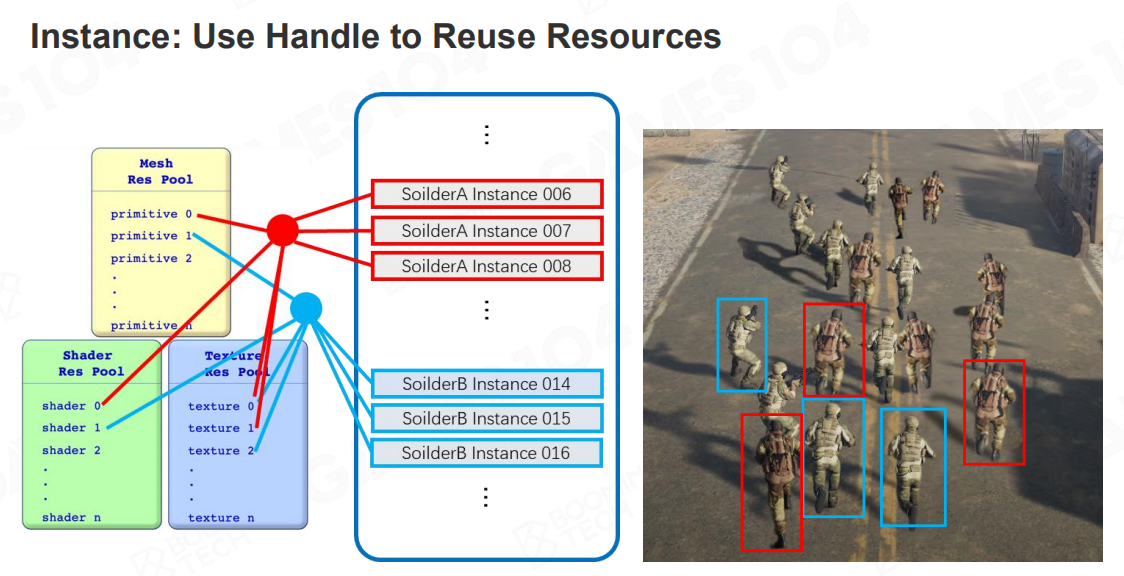 Instance: Use Handle to Reuse Resources
Mesh
Res Pool
primitive 0
primitive 1
primitive 2
.
.
.
primitive n
Shader
Res Pool
shader 0
shader 1
shader 2
.
.
.
shader n
Texture
Res Pool
texture 0
texture 1
texture 2
.
.
.
texture n
⋮
SoilderA Instance 006
SoilderA Instance 007
SoilderA Instance 008
⋮
SoilderB Instance 014
SoilderB Instance 015
SoilderB Instance 016
⋮
GAMES 104